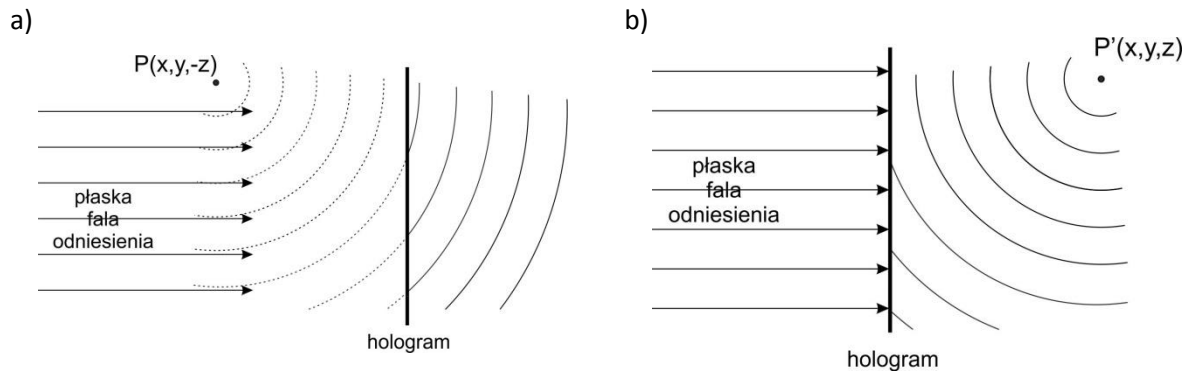 a)
P(x,y,-z)
płaska
fala
odniesienia
hologram
b)
P'(x,y,z)
płaska
fala
odniesienia
hologram